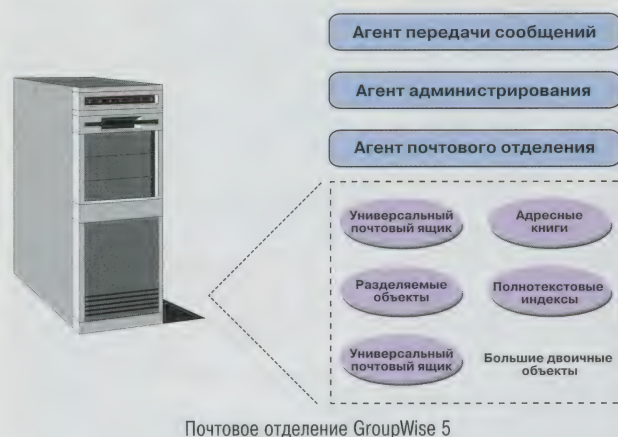 Агент передачи сообщений
Агент администрирования
Агент почтового отделения
Универсальный
почтовый ящик
Адресные
книги
Разделяемые
объекты
Полнотекстовые
индексы
Универсальный
почтовый ящик
Большие двоичные
объекты
Почтовое отделение GroupWise 5